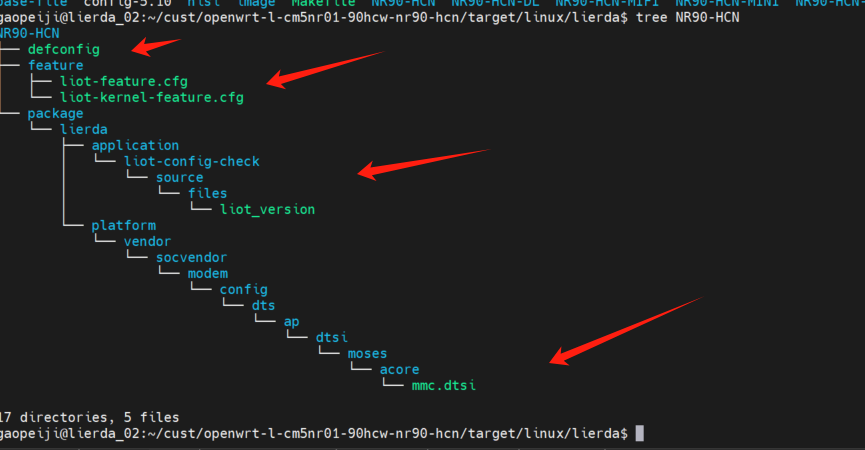 base-file config-5.10 hisi image Makefile NR90-HCN NR90-HCN-DL NR90-HCN-MIFI NR90-HCN-MINI NR90-HCN-
gaopeiji@lierda_02:~/cust/openwrt-l-cm5nr01-90hcw-nr90-hcn/target/linux/lierda$ tree NR90-HCN
NR90-HCN
├── defconfig
├── feature
│   ├── liot-feature.cfg
│   └── liot-kernel-feature.cfg
└── package
    └── lierda
        ├── application
        │   └── liot-config-check
        │       └── source
        │           └── files
        │               └── liot_version
        └── platform
            └── vendor
                └── socvendor
                    └── modem
                        └── config
                            └── dts
                                └── ap
                                    └── dtsi
                                        └── moses
                                            └── acore
                                                └── mmc.dtsi
17 directories, 5 files
gaopeiji@lierda_02:~/cust/openwrt-l-cm5nr01-90hcw-nr90-hcn/target/linux/lierda$